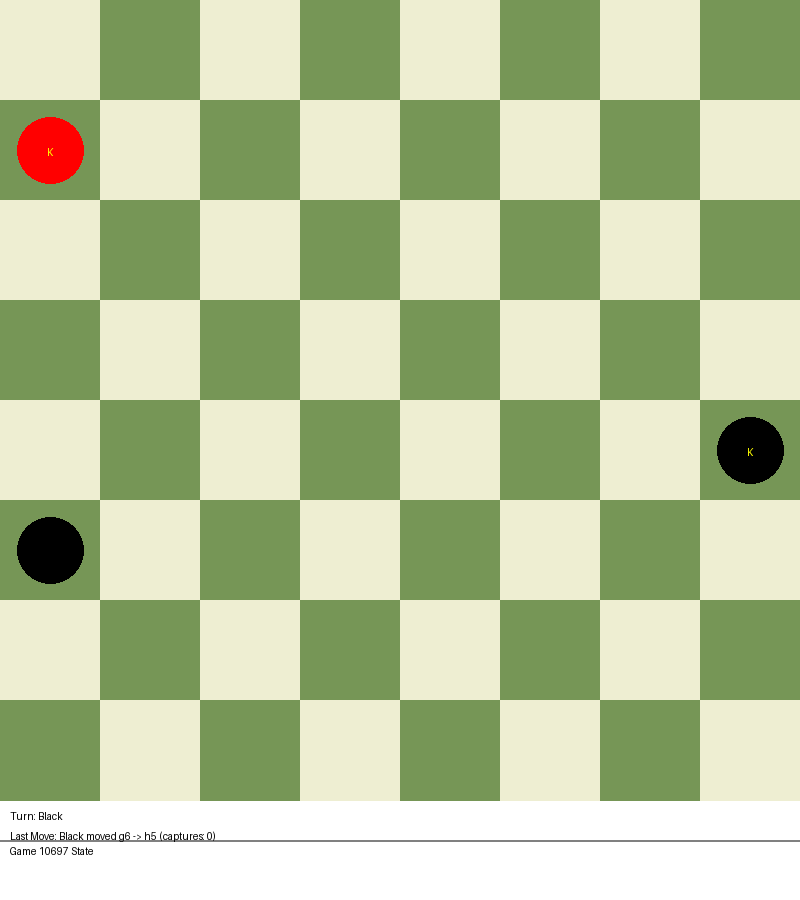 K
K
Turn: Black
Last Move: Black moved g6 -> h5 (captures: 0)
Game 10697 State